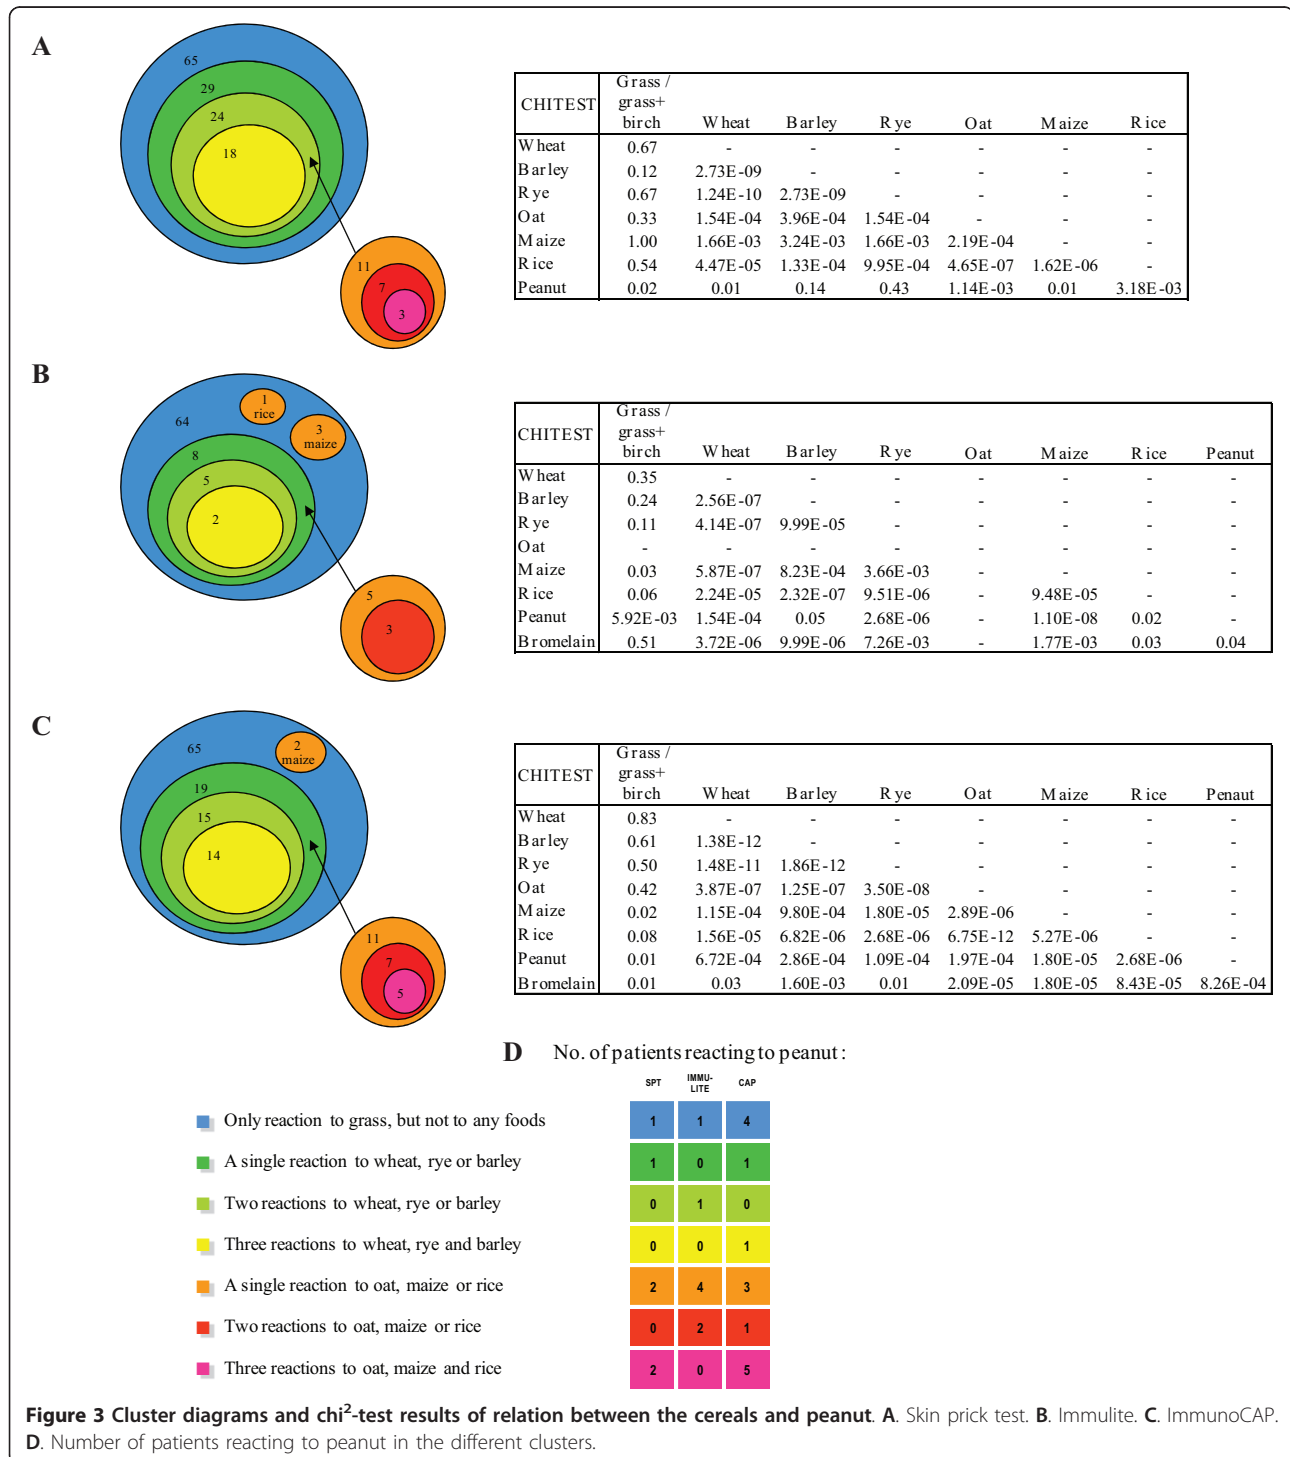 A
65
29
24
18
11
7
3
CHITEST Grass / grass+ birch Wheat Barley Rye Oat Maize Rice
Wheat 0.67 - - - - - -
Barley 0.12 2.73E-09 - - - - -
Rye 0.67 1.24E-10 2.73E-09 - - - -
Oat 0.33 1.54E-04 3.96E-04 1.54E-04 - - -
Maize 1.00 1.66E-03 3.24E-03 1.66E-03 2.19E-04 - -
Rice 0.54 4.47E-05 1.33E-04 9.95E-04 4.65E-07 1.62E-06 -
Peanut 0.02 0.01 0.14 0.43 1.14E-03 0.01 3.18E-03
B
64
1
rice
3
maize
8
5
2
5
3
CHITEST Grass / grass+ birch Wheat Barley Rye Oat Maize Rice Peanut
Wheat 0.35 - - - - - - -
Barley 0.24 2.56E-07 - - - - - -
Rye 0.11 4.14E-07 9.99E-05 - - - - -
Oat - - - - - - - -
Maize 0.03 5.87E-07 8.23E-04 3.66E-03 - - - -
Rice 0.06 2.24E-05 2.32E-07 9.51E-06 - 9.48E-05 - -
Peanut 5.92E-03 1.54E-04 0.05 2.68E-06 - 1.10E-08 0.02 -
Bromelain 0.51 3.72E-06 9.99E-06 7.26E-03 - 1.77E-03 0.03 0.04
C
65
2
maize
19
15
14
11
7
5
CHITEST Grass / grass+ birch Wheat Barley Rye Oat Maize Rice Penaut
Wheat 0.83 - - - - - - -
Barley 0.61 1.38E-12 - - - - - -
Rye 0.50 1.48E-11 1.86E-12 - - - - -
Oat 0.42 3.87E-07 1.25E-07 3.50E-08 - - - -
Maize 0.02 1.15E-04 9.80E-04 1.80E-05 2.89E-06 - - -
Rice 0.08 1.56E-05 6.82E-06 2.68E-06 6.75E-12 5.27E-06 - -
Peanut 0.01 6.72E-04 2.86E-04 1.09E-04 1.97E-04 1.80E-05 2.68E-06 -
Bromelain 0.01 0.03 1.60E-03 0.01 2.09E-05 1.80E-05 8.43E-05 8.26E-04
D No. of patients reacting to peanut:
SPT IMMU-LITE CAP
Only reaction to grass, but not to any foods 1 1 4
A single reaction to wheat, rye or barley 1 0 1
Two reactions to wheat, rye or barley 0 1 0
Three reactions to wheat, rye and barley 0 0 1
A single reaction to oat, maize or rice 2 4 3
Two reactions to oat, maize or rice 0 2 1
Three reactions to oat, maize and rice 2 0 5
Figure 3 Cluster diagrams and chi²-test results of relation between the cereals and peanut. A. Skin prick test. B. Immulite. C. ImmunoCAP.
D. Number of patients reacting to peanut in the different clusters.